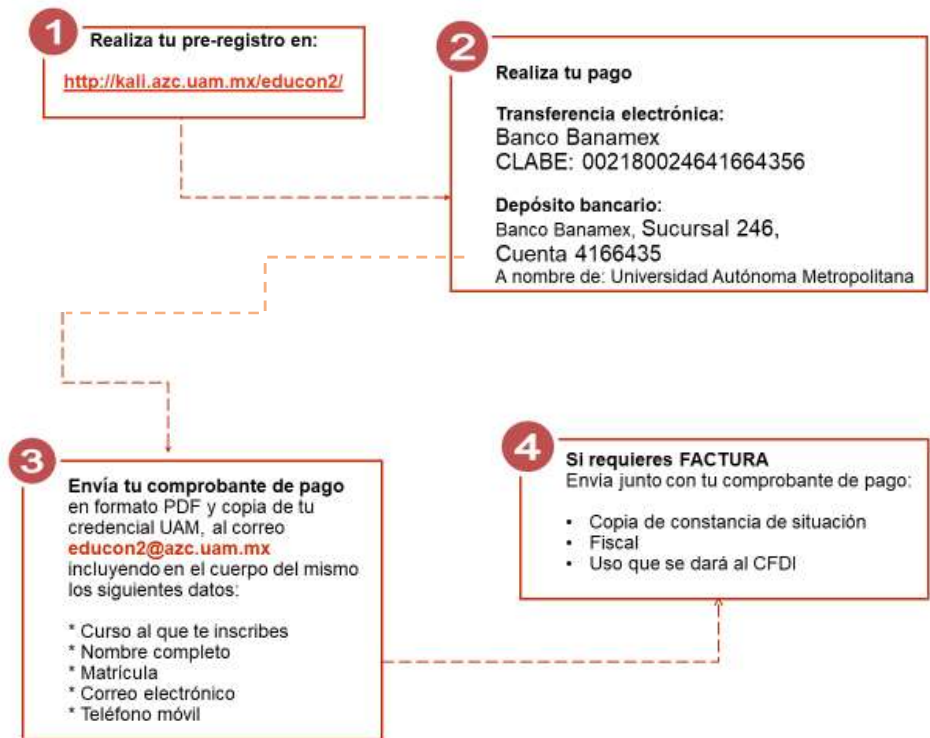 1
Realiza tu pre-registro en:
http://kali.azc.uam.mx/educon2/
2
Realiza tu pago
Transferencia electrónica:
Banco Banamex
CLABE: 002180024641664356
Depósito bancario:
Banco Banamex, Sucursal 246,
Cuenta 4166435
A nombre de: Universidad Autónoma Metropolitana
3
Envía tu comprobante de pago
en formato PDF y copia de tu
credencial UAM, al correo
educon2@azc.uam.mx
incluyendo en el cuerpo del mismo
los siguientes datos:
* Curso al que te inscribes
* Nombre completo
* Matricula
* Correo electrónico
* Teléfono móvil
4
Si requieres FACTURA
Envía junto con tu comprobante de pago:
• Copia de constancia de situación
• Fiscal
• Uso que se dará al CFDI